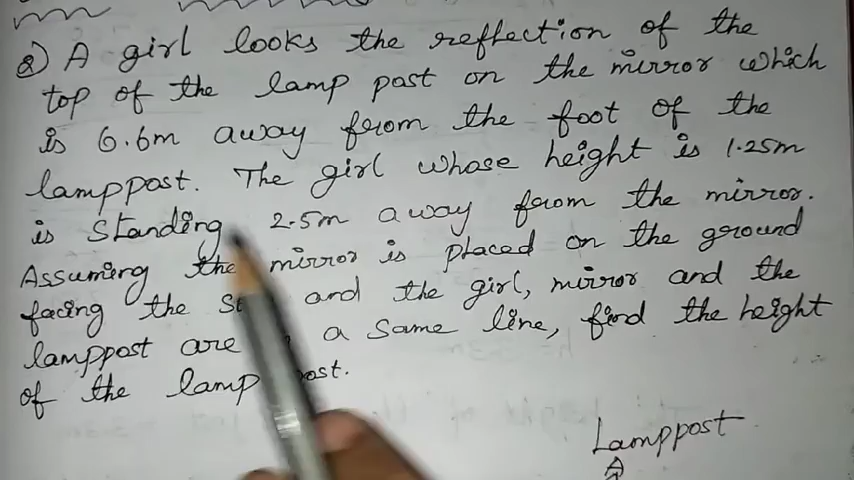 8) A girl looks the reflection of the
top of the lamp post on the mirror which
is 6.6m away from the foot of the
lamppost. The girl whose height is 1.25m
is standing 2.5m away from the mirror.
Assuming the mirror is placed on the ground
facing the and the girl, mirror and the
lamppost are a same line, find the height
of the lamp
Lamppost
A